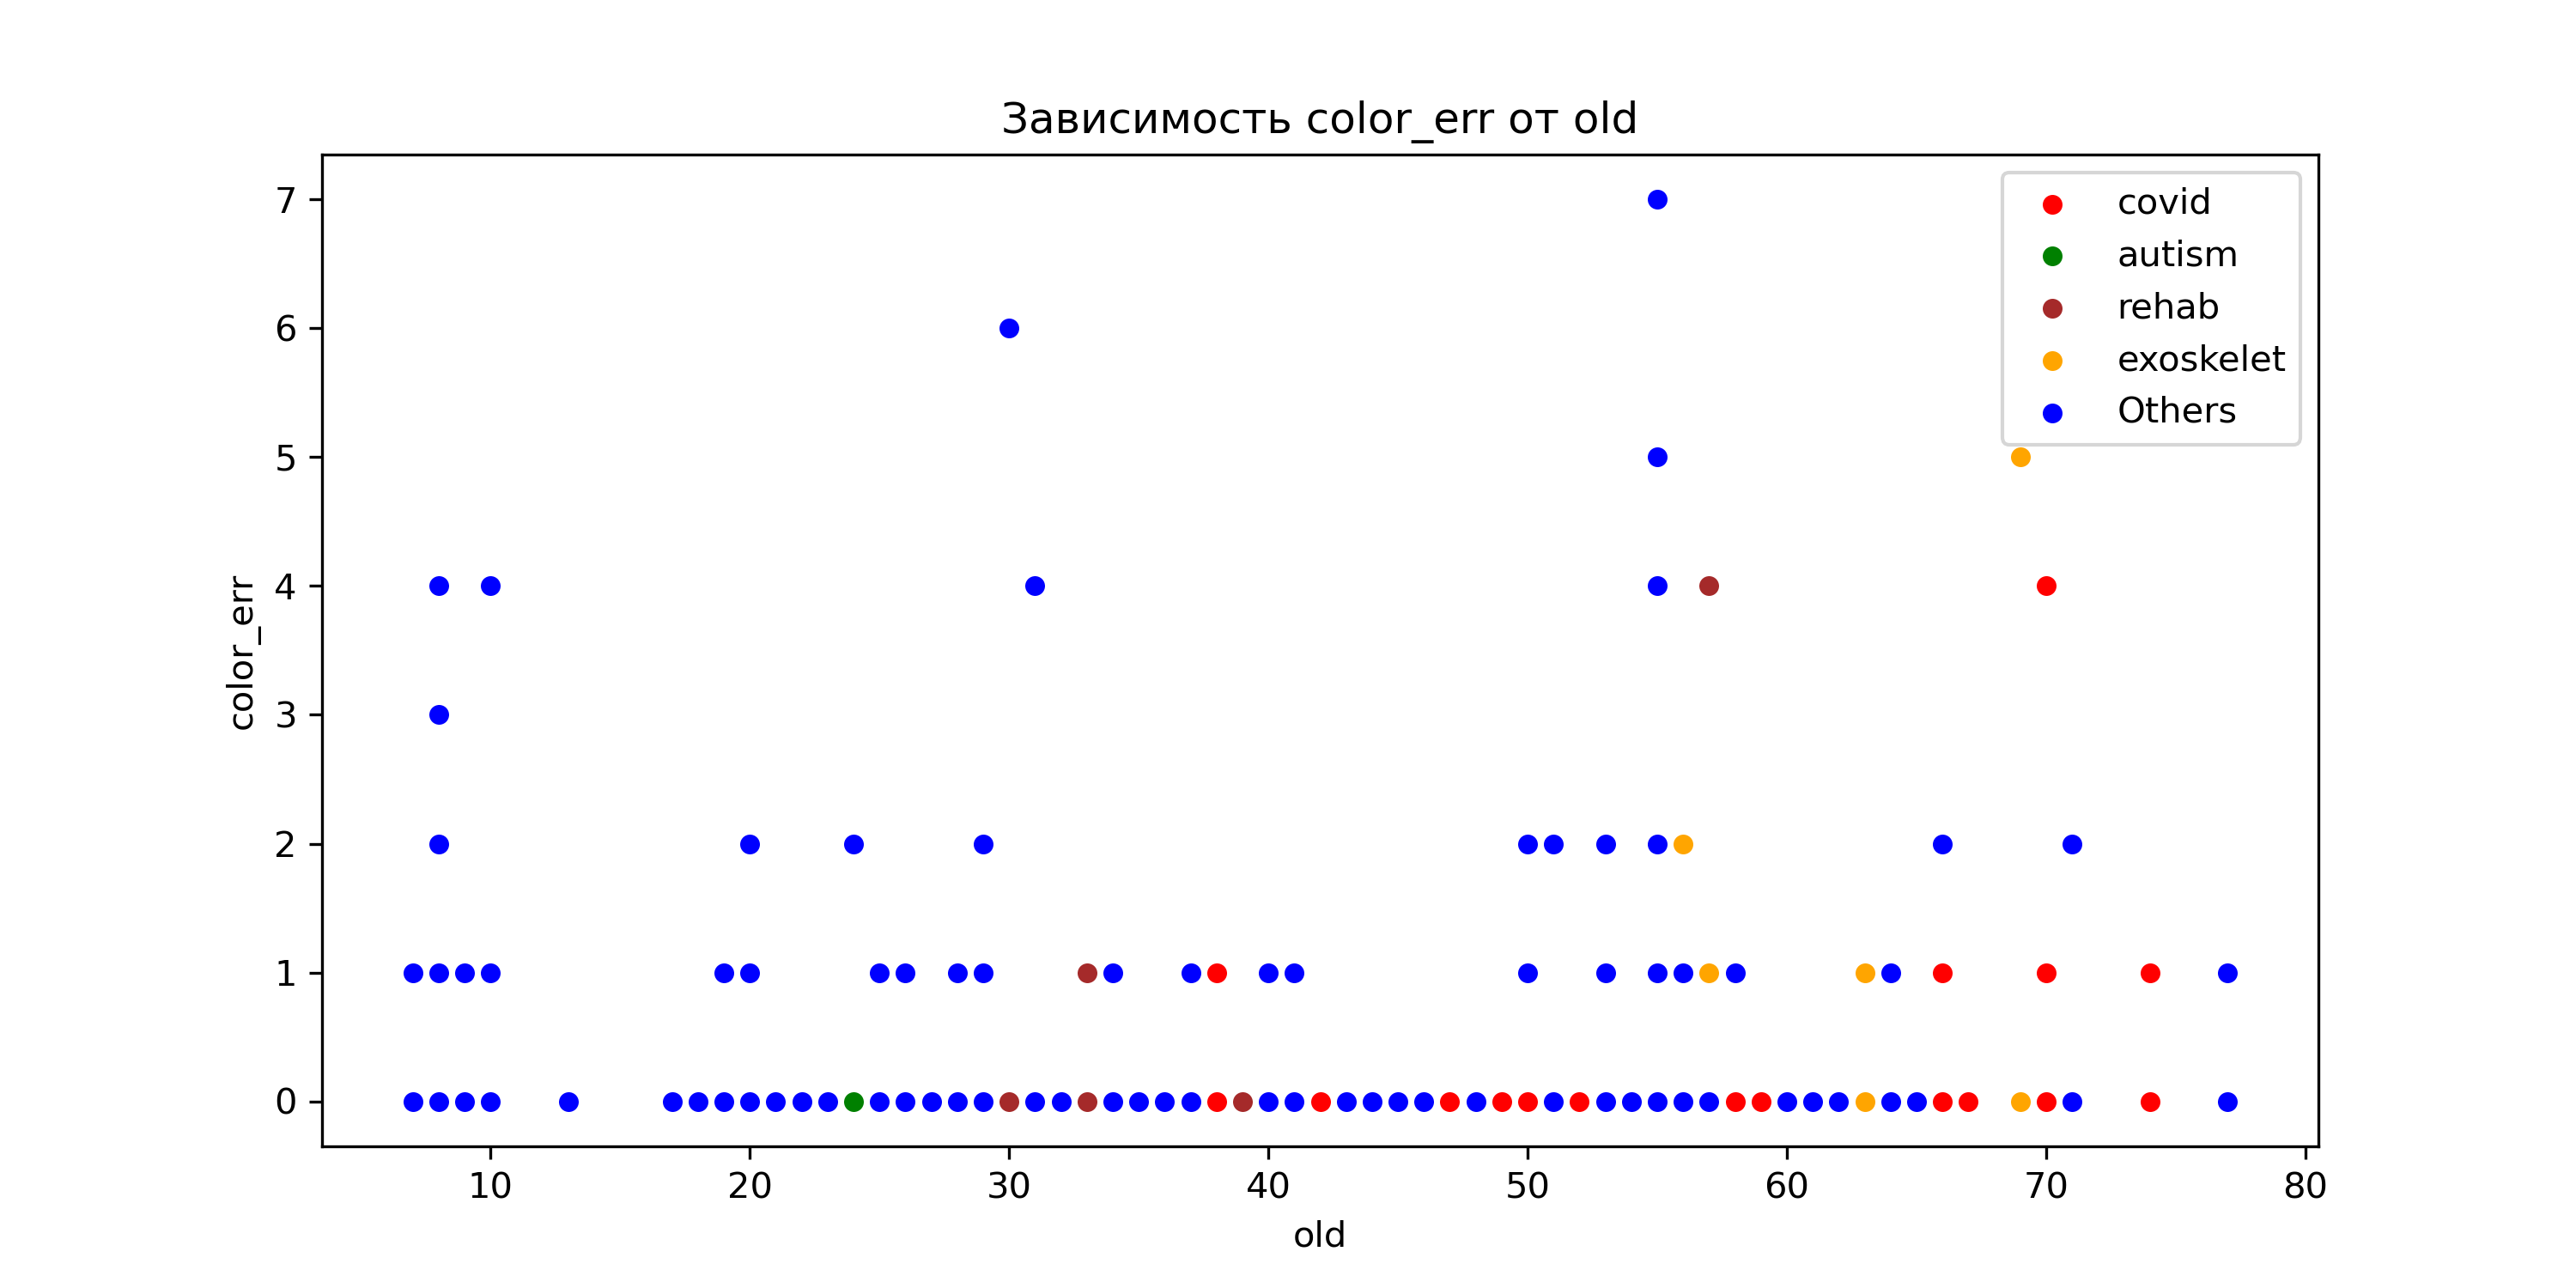 Зависимость color_err от old
color_err
7
6
5
4
3
2
1
0
covid
autism
rehab
exoskelet
Others
10 20 30 40 50 60 70 80
old